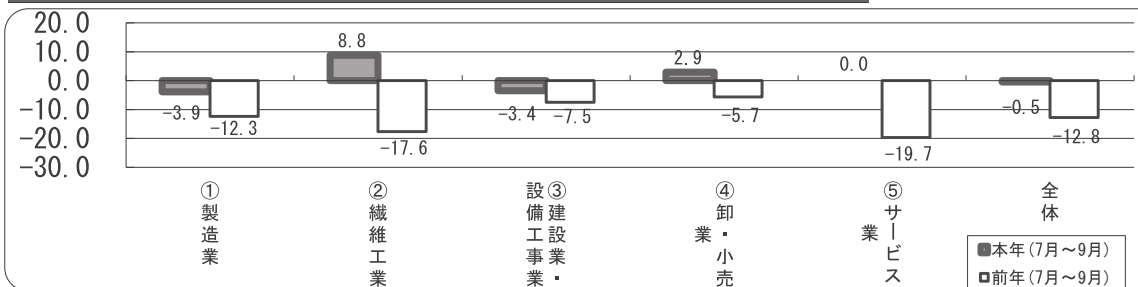 20.0
10.0
0.0
-10.0
-20.0
-30.0
-3.9
-12.3
8.8
-17.6
-3.4
-7.5
2.9
-5.7
0.0
-19.7
-0.5
-12.8
①製造業
②繊維工業
③建設業・
設備工事業
④卸・小売
業
⑤サービス
業
全体
本年(7月～9月)
前年(7月～9月)